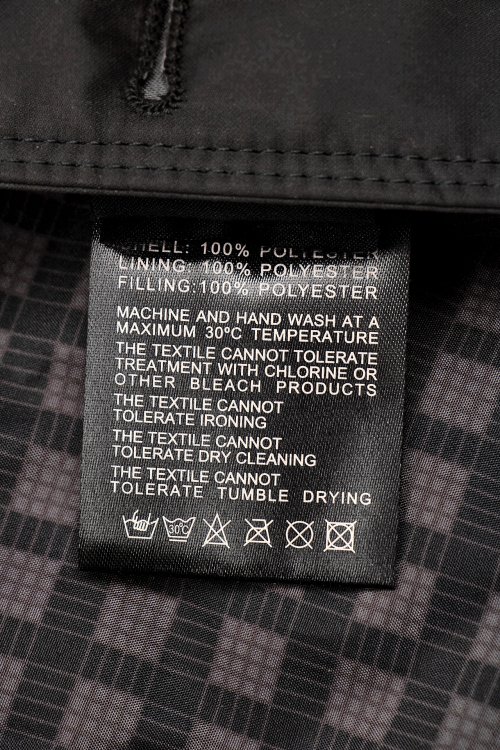 SHELL: 100% POLYESTER
LINING: 100% POLYESTER
FILLING:100% POLYESTER
MACHINE AND HAND WASH AT A
MAXIMUM 30ºC TEMPERATURE
THE TEXTILE CANNOT TOLERATE
TREATMENT WITH CHLORINE OR
OTHER BLEACH PRODUCTS
THE TEXTILE CANNOT
TOLERATE IRONING
THE TEXTILE CANNOT
TOLERATE DRY CLEANING
THE TEXTILE CANNOT
TOLERATE TUMBLE DRYING
30ºC